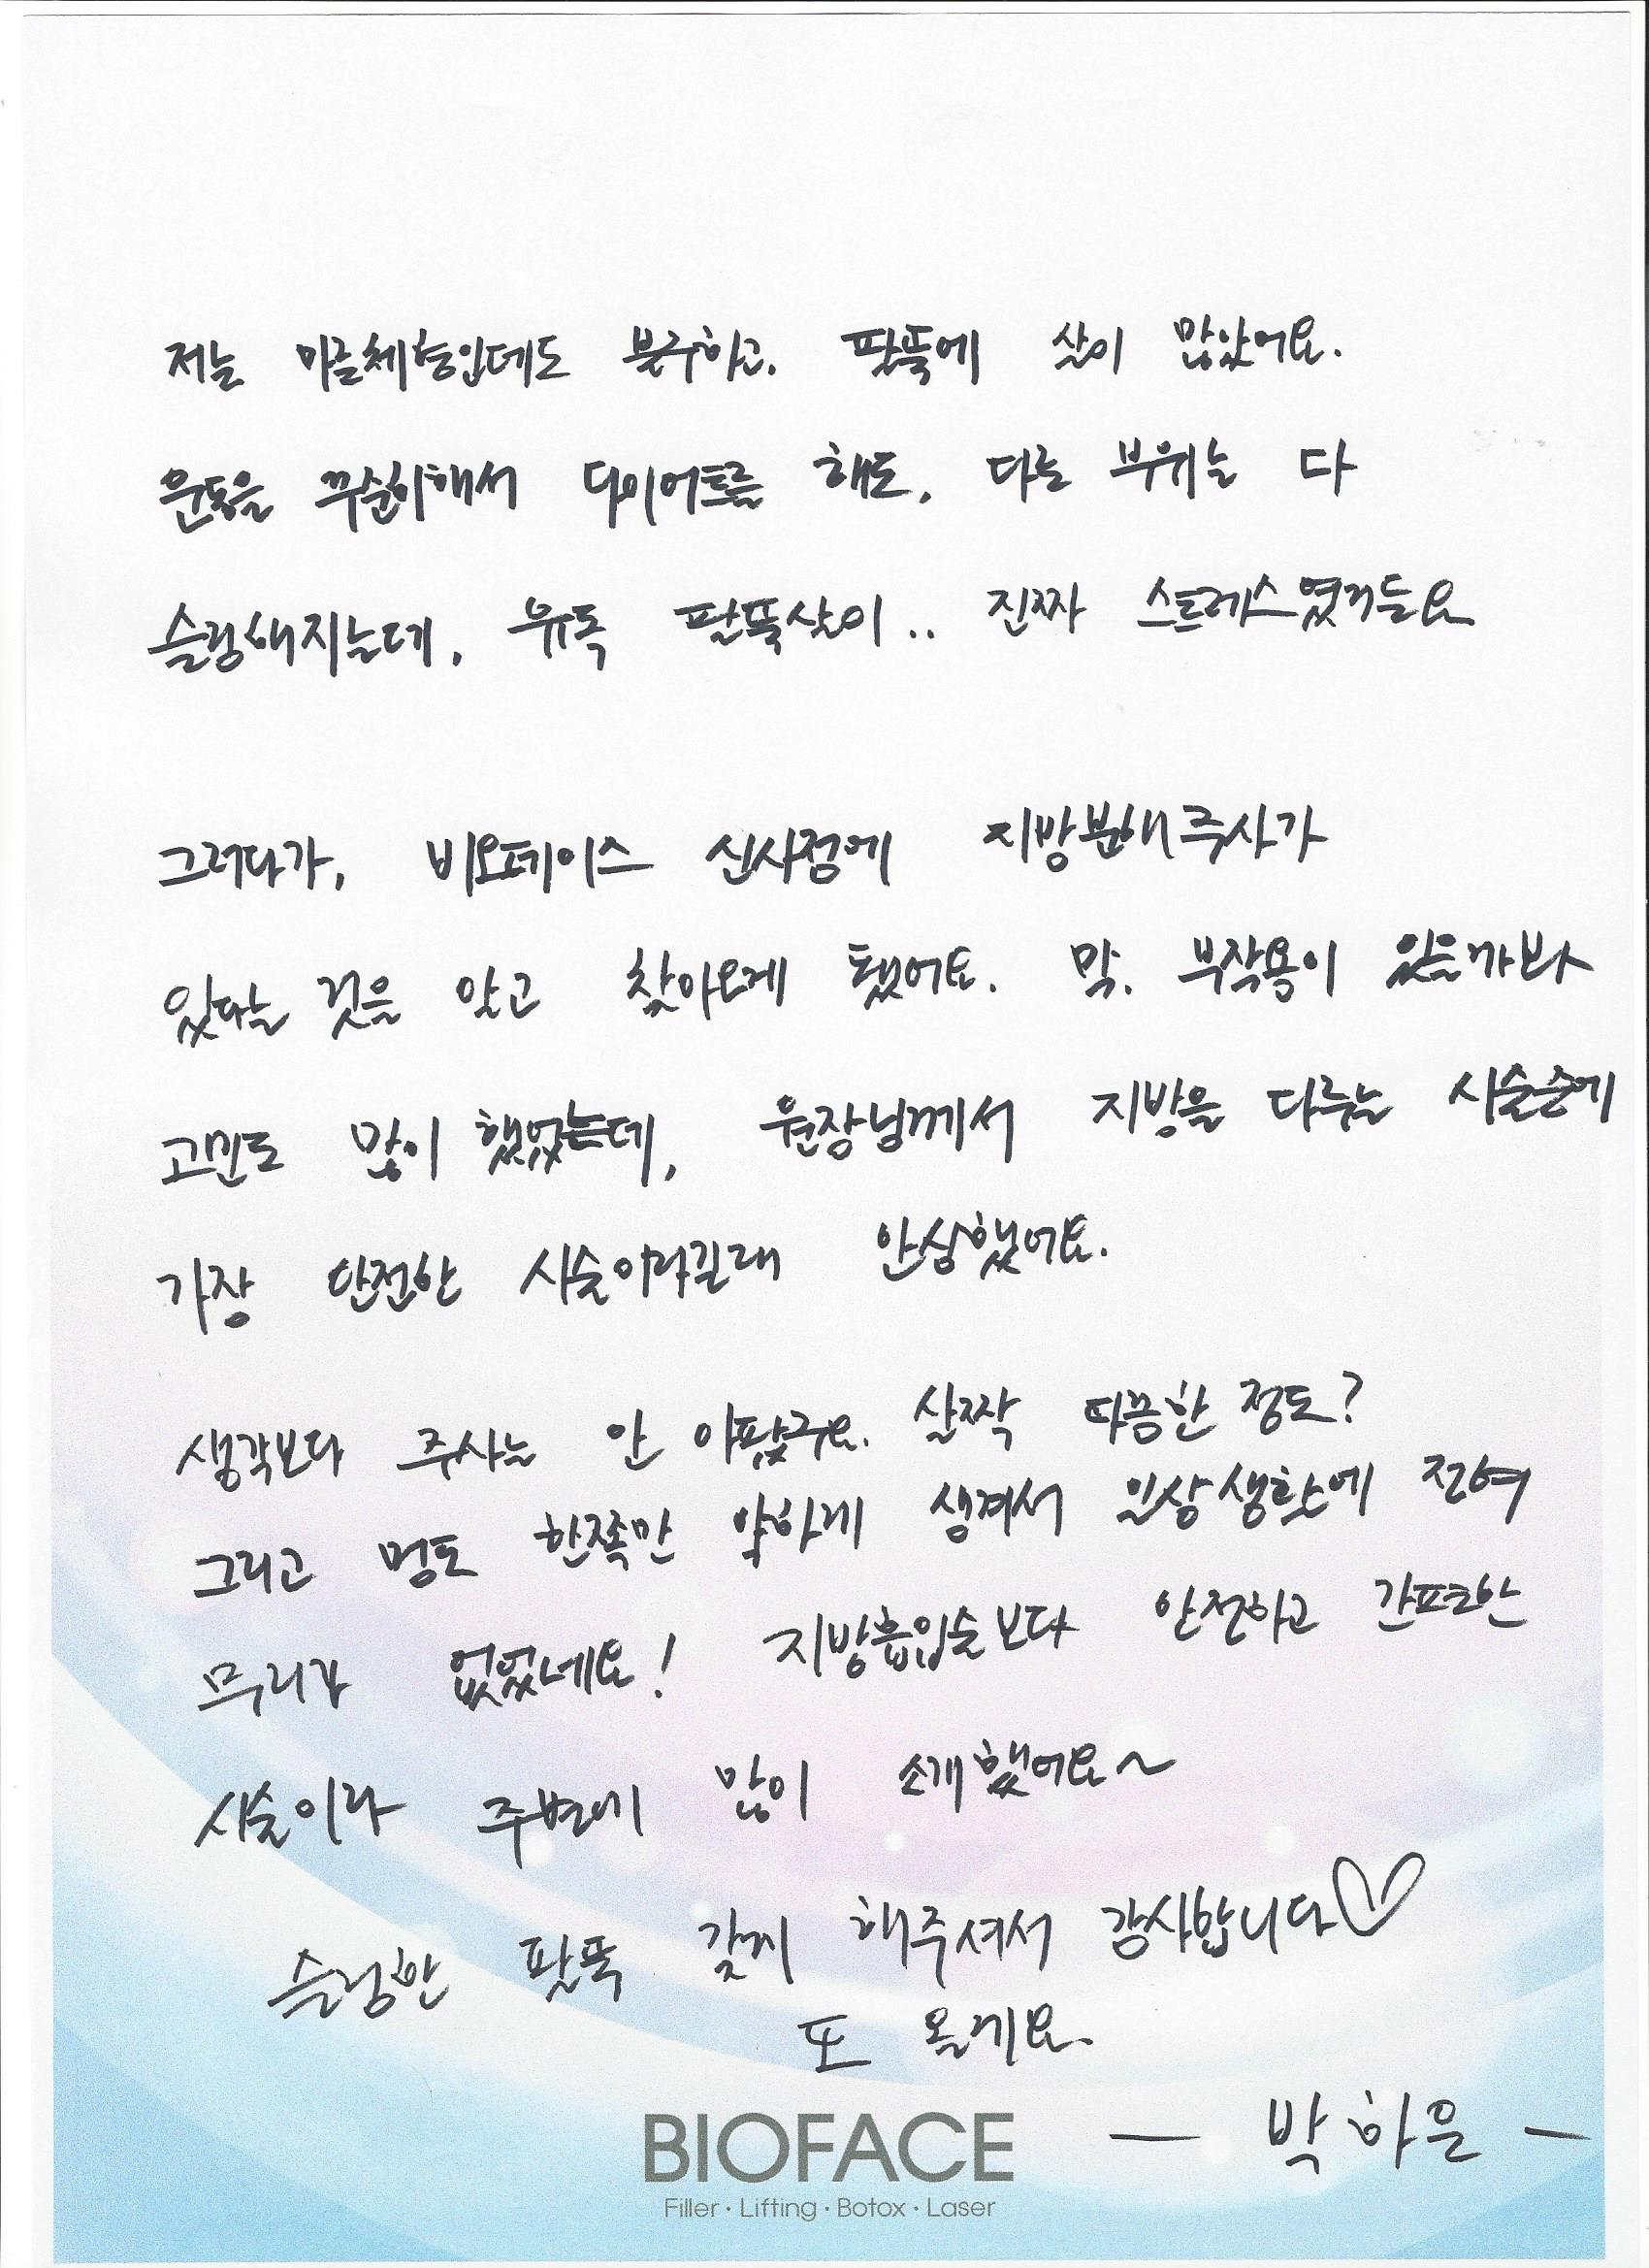 저는 마른체형인데도 불구하고, 팔뚝에 살이 많았어요.
운동을 꾸준히해서 다이어트를 해도, 다른 부위는 다
슬림해지는데, 유독 팔뚝살이.. 진짜 스트레스였거든요
그러다가, 비오페이스 신사점에 지방분해주사가
있다는 것을 알고 찾아오게 됐어요. 막, 부작용이 있을까봐
고민도 많이 했었는데, 원장님께서 지방을 다루는 시술중에
가장 안전한 시술이라길래 안심했어요.
생각보다 주사는 안 아팠구요. 살짝 따끔한 정도?
그리고 멍도 한쪽만 약하게 생겨서 일상생활에 전혀
무리가 없었네요! 지방흡입술보다 안전하고 간편한
시술이라 주변에 많이 소개했어요~
슬림한 팔뚝 갖게 해주셔서 감사합니다♡
또 올게요.
BIOFACE
— 박하은 —
Filler · Lifting · Botox · Laser